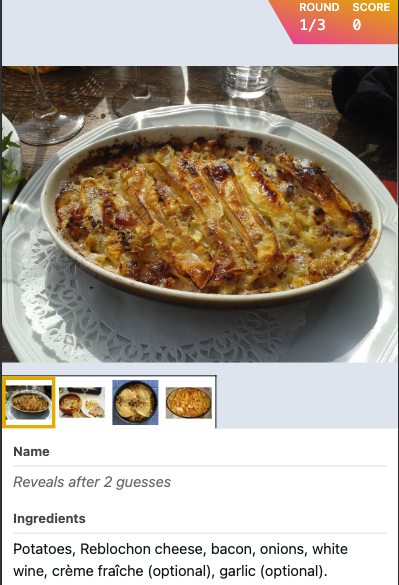 ROUND SCORE
1/3 0
Name
Reveals after 2 guesses
Ingredients
Potatoes, Reblochon cheese, bacon, onions, white
wine, crème fraîche (optional), garlic (optional).